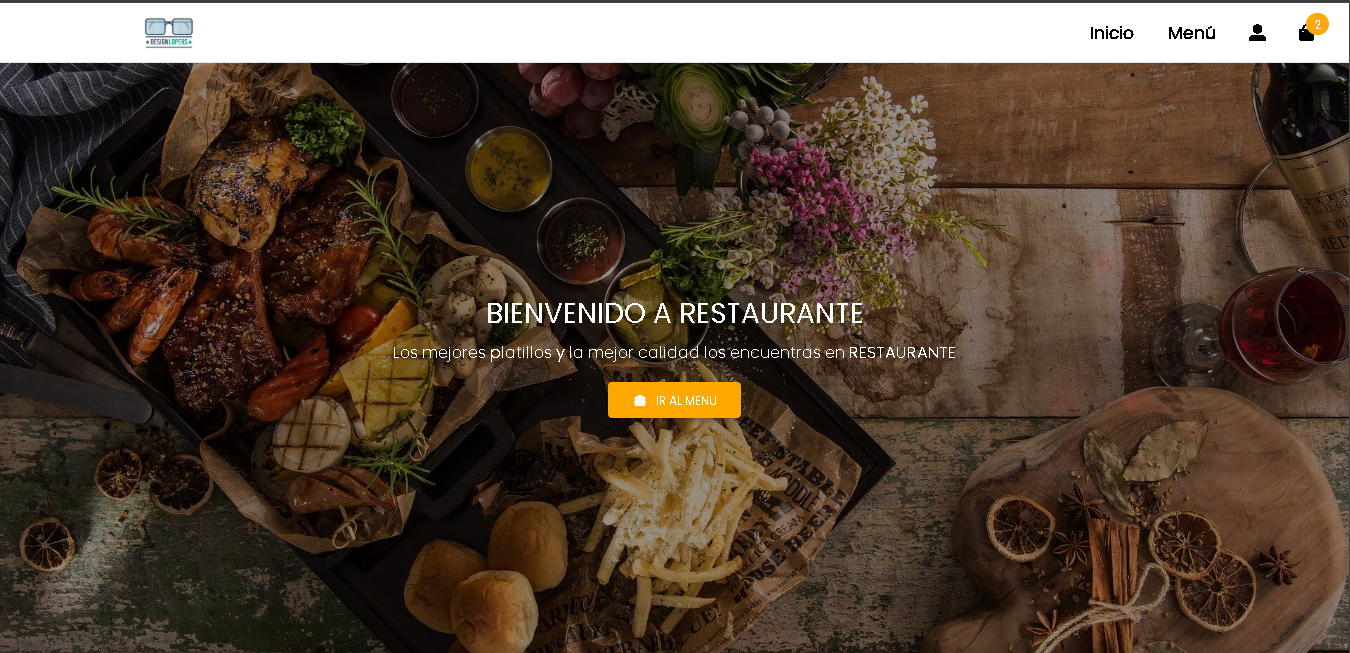 DESIGNLOPERS
Inicio
Menú
2
BIENVENIDO A RESTAURANTE
Los mejores platillos y la mejor calidad los encuentras en RESTAURANTE
IR AL MENU